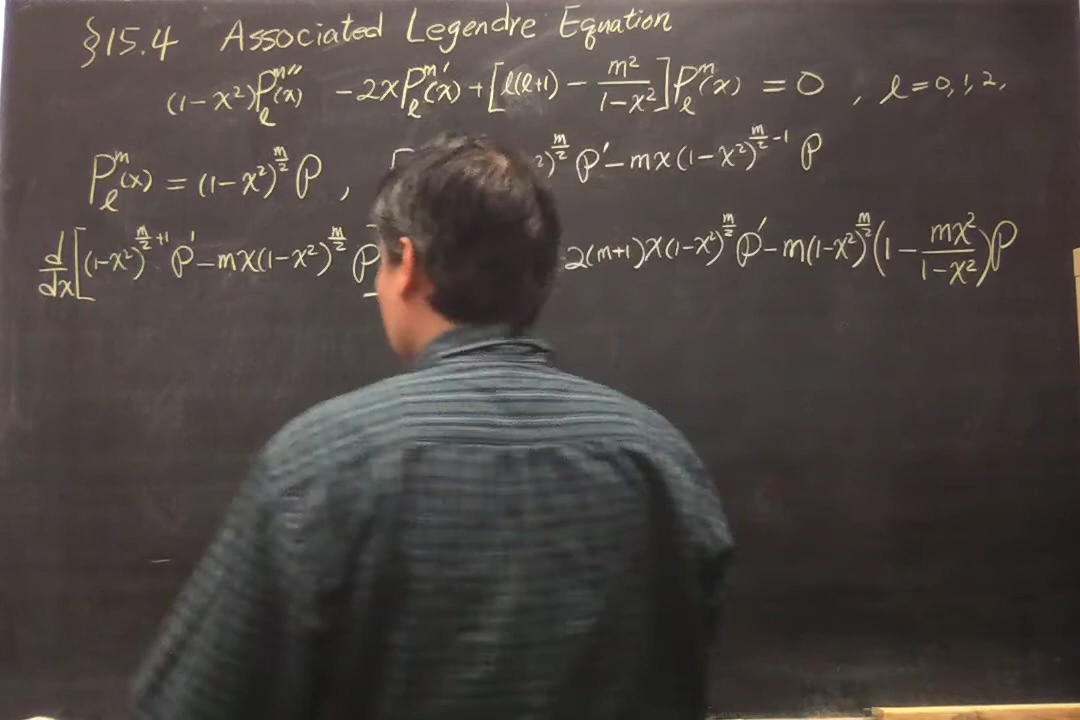 §15.4 Associated Legendre Equation
(1-x²)P_l^m''(x) -2xP_l^m'(x)+[l(l+1) - m²/(1-x²)]P_l^m(x) = 0 , l=0,1,2,
P_l^m(x) = (1-x²)^(m/2) P , ²)^(m/2) P' - mx(1-x²)^(m/2 -1) P
d/dx[(1-x²)^(m/2 +1) P' - mx(1-x²)^(m/2) P 2(m+1)x(1-x²)^(m/2) P' - m(1-x²)^(m/2) (1 - mx²/(1-x²))P